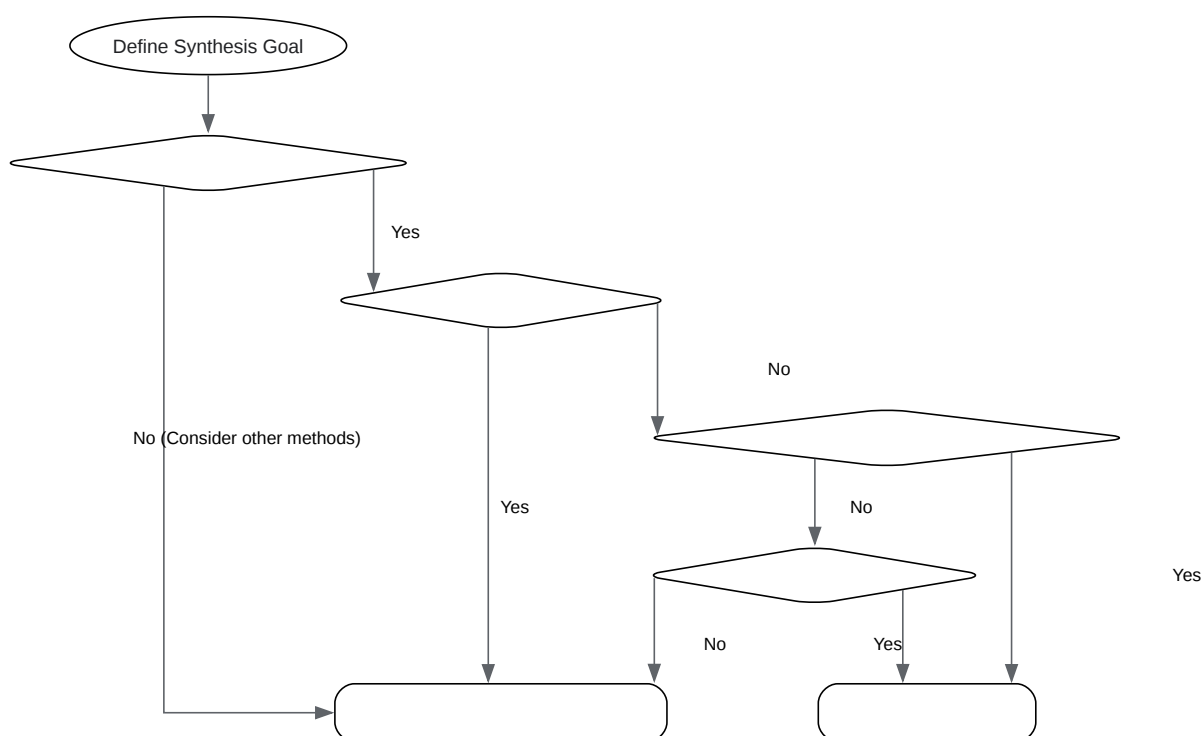 Define Synthesis Goal
Yes
No
No (Consider other methods)
Yes
No
Yes
No
Yes